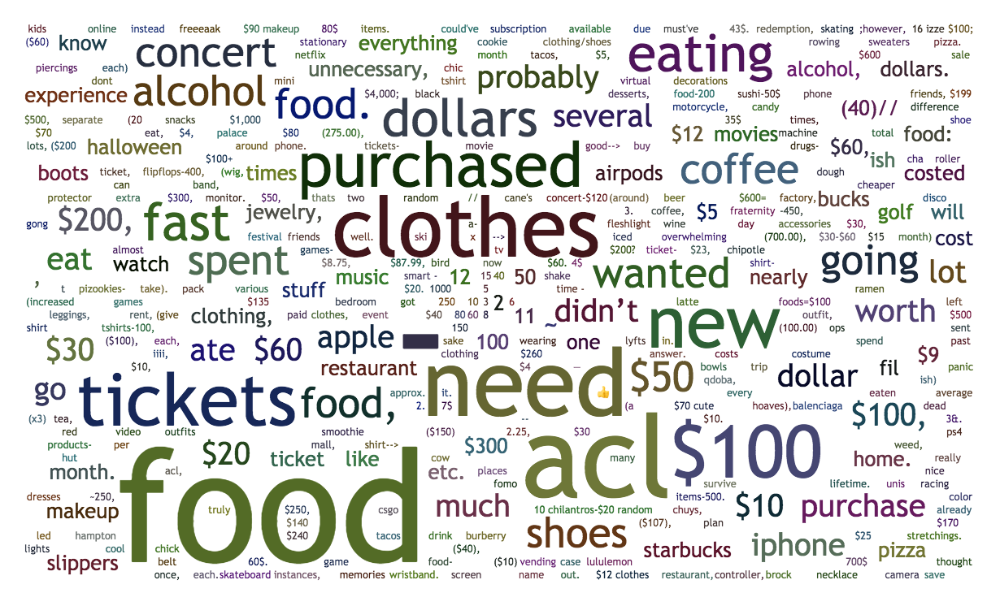 kids online instead freeeaak $90 makeup 80$ items. could've subscription available due must've 43$. redemption, skating ;however, 16 izze $100;
($60) know concert stationary everything cookie clothing/shoes eating rowing sweaters pizza.
netflix month tacos, $5, $600 sale
piercings each) unnecessary, chic probably alcohol, dollars.
dont mini tshirt virtual decorations
experience alcohol food. $4,000; black desserts, food-200 sushi-50$ phone friends, $199
dollars several motorcycle, candy (40)// difference
$500, separate (20 snacks $1,000 35$ times, shoe
$70 eat, $4, palace $80 (275.00), $12 movies machine total food:
lots, ($200 halloween around phone. tickets- movie good--> buy drugs- $60,
$100+ purchased ish cha roller
boots ticket, flipflops-400, (wig, times airpods coffee dough costed
can band, cheaper
protector extra $300, monitor. $50, thats two random // cane's concert-$120 (around) beer $600= factory, bucks disco
gong $200, fast jewelry, clothes a- 3. coffee, $5 fraternity -450, golf will
fleshlight wine day accessories $30,
festival friends well. ski x --> iced overwhelming (700.00), $30-$60 $15 month) cost
almost games- tv $200? ticket- $23, chipotle
eat watch spent $8.75, $87.99, bird now $60. 4$ wanted shirt- going lot
, music smart - 12 15 40 50 shake nearly
t pizookies- take). pack various stuff $20. 1000 5 time - ramen
(increased games $135 bedroom got 250 10 3 2 6 didn’t latte foods=$100 worth left
leggings, rent, (give clothing, paid clothes, event $40 80 60 8 11 ~ new outfit, $500
shirt tshirts-100, 150 (100.00) ops sent
($100), each, apple sake 100 wearing one lyfts in. spend past
$30 iiii, ate $60 clothing $260 answer. costs costume $9 panic
$10, restaurant $4 — need $50 bowls trip dollar fil ish)
go tickets food, approx. it. 👍 qdoba, every eaten average
2. 7$ (a $70 cute hoaves), balenciaga dead
(x3) tea, -- $10. $100, 3&.
red video outfits smoothie ($150) 2.25, $30 acl $100 ps4
products- per mall, shirt--> $300 weed,
hut $20 ticket like cow many home. really
month. food acl, etc. places survive lifetime. unis nice
fomo racing
dresses ~250, items-500. color
makeup truly $250, csgo much 10 chilantros-$20 random chuys, $10 purchase already
$140 ($107), plan $170
led hampton $240 tacos drink burberry shoes $25 stretchings.
lights cool chick ($40), starbucks iphone pizza
slippers belt 60$. game food- ($10) vending case lululemon 700$ thought
once, each. skateboard instances, memories wristband. screen name out. $12 clothes restaurant, controller, brock necklace camera save